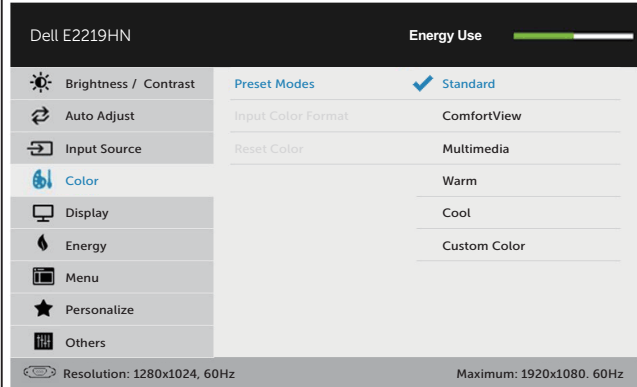 Dell E2219HN Energy Use
Brightness / Contrast Preset Modes Standard
Auto Adjust Input Color Format ComfortView
Input Source Reset Color Multimedia
Color Warm
Display Cool
Energy Custom Color
Menu
Personalize
Others
Resolution: 1280x1024, 60Hz Maximum: 1920x1080. 60Hz